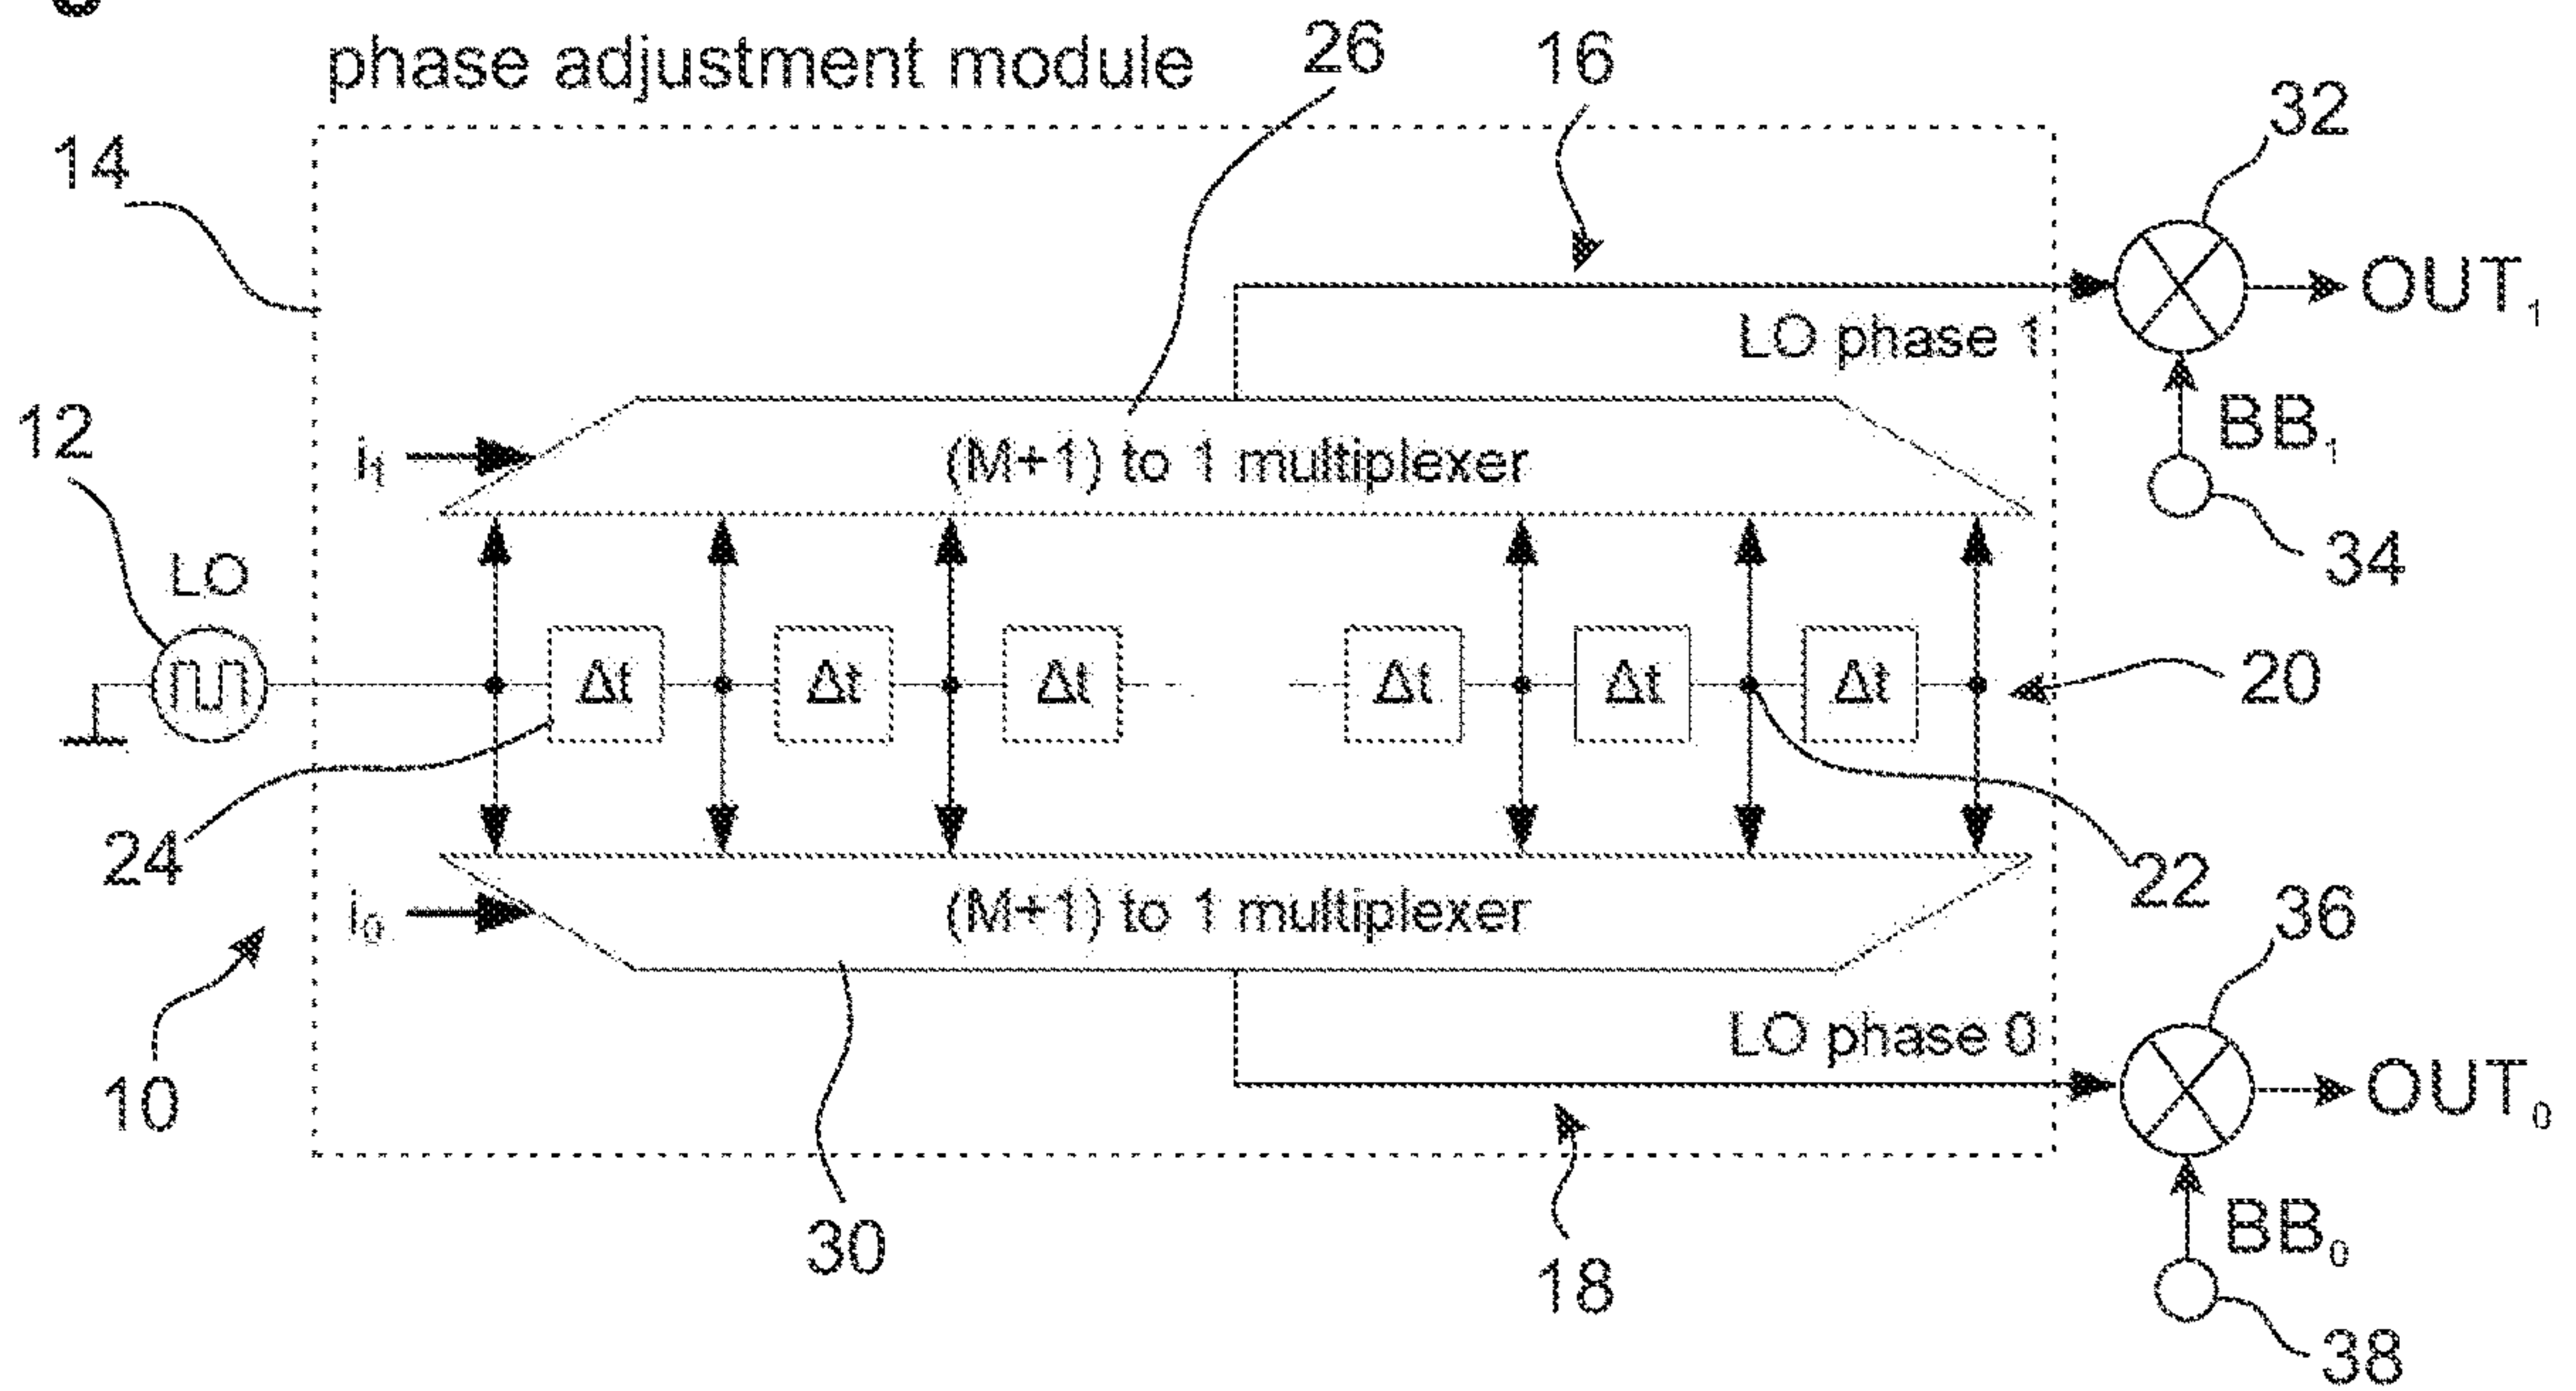 phase adjustment module
26
16
32
14
OUT₁
LO phase 1
12
i₁
(M+1) to 1 multiplexer
BB₁
34
LO
Δt Δt Δt Δt Δt Δt
20
24
22
i₀
(M+1) to 1 multiplexer
36
10
LO phase 0
OUT₀
30
18
BB₀
38